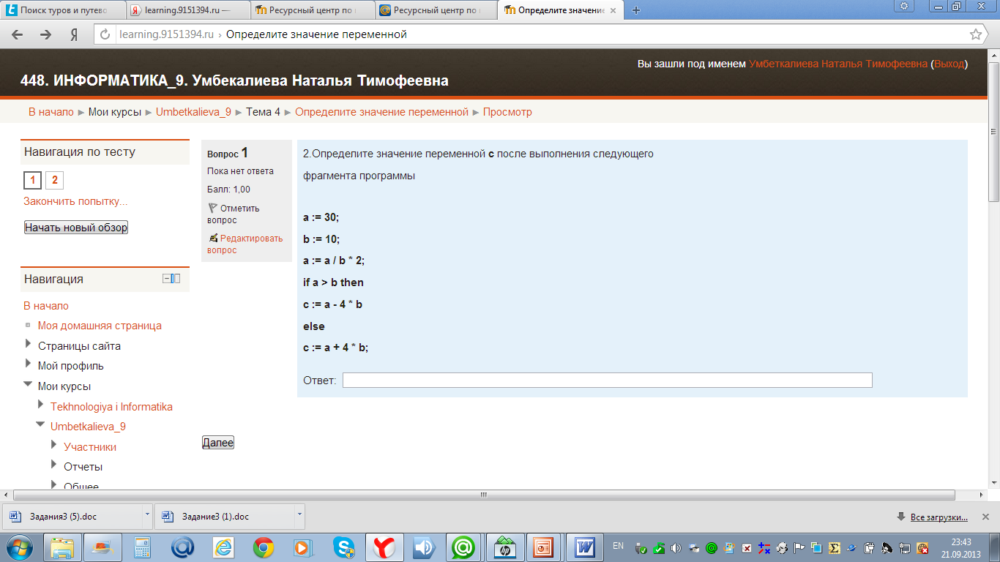 Поиск туров и путево
learning.9151394.ru —
Ресурсный центр по
Ресурсный центр по
Определите значение
learning.9151394.ru › Определите значение переменной
Вы зашли под именем Умбеткалиева Наталья Тимофеевна (Выход)
448. ИНФОРМАТИКА_9. Умбекалиева Наталья Тимофеевна
В начало ► Мои курсы ► Umbetkalieva_9 ► Тема 4 ► Определите значение переменной ► Просмотр
Навигация по тесту
1 2
Закончить попытку...
Начать новый обзор
Навигация
В начало
Моя домашняя страница
Страницы сайта
Мой профиль
Мои курсы
Tekhnologiya i Informatika
Umbetkalieva_9
Участники
Отчеты
Общее
Вопрос 1
Пока нет ответа
Балл: 1,00
Отметить
вопрос
Редактировать
вопрос
2.Определите значение переменной c после выполнения следующего
фрагмента программы
a := 30;
b := 10;
a := a / b * 2;
if a > b then
c := a - 4 * b
else
c := a + 4 * b;
Ответ:
Далее
Задания3 (5).doc
Задание3 (1).doc
Все загрузки...
EN
23:43
21.09.2013